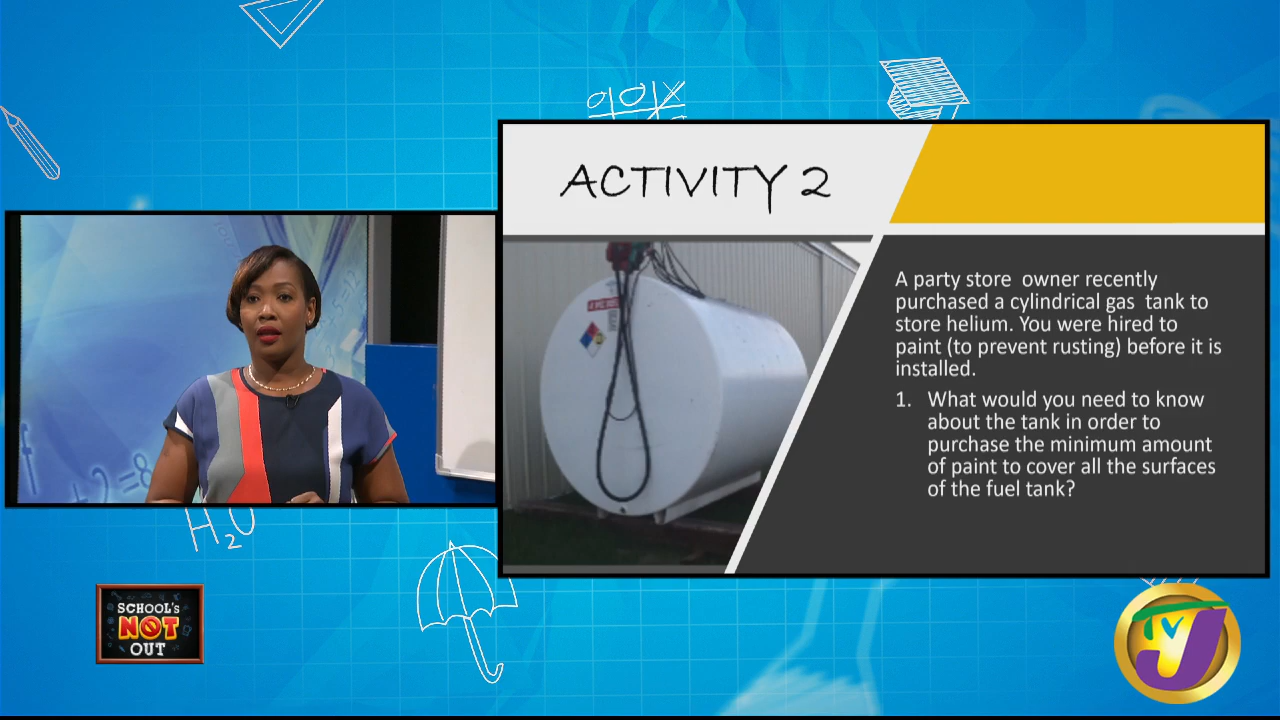 ACTIVITY 2
A party store owner recently
purchased a cylindrical gas tank to
store helium. You were hired to
paint (to prevent rusting) before it is
installed.
1. What would you need to know
about the tank in order to
purchase the minimum amount
of paint to cover all the surfaces
of the fuel tank?
H₂O
SCHOOL's
NOT
OUT
TVJ